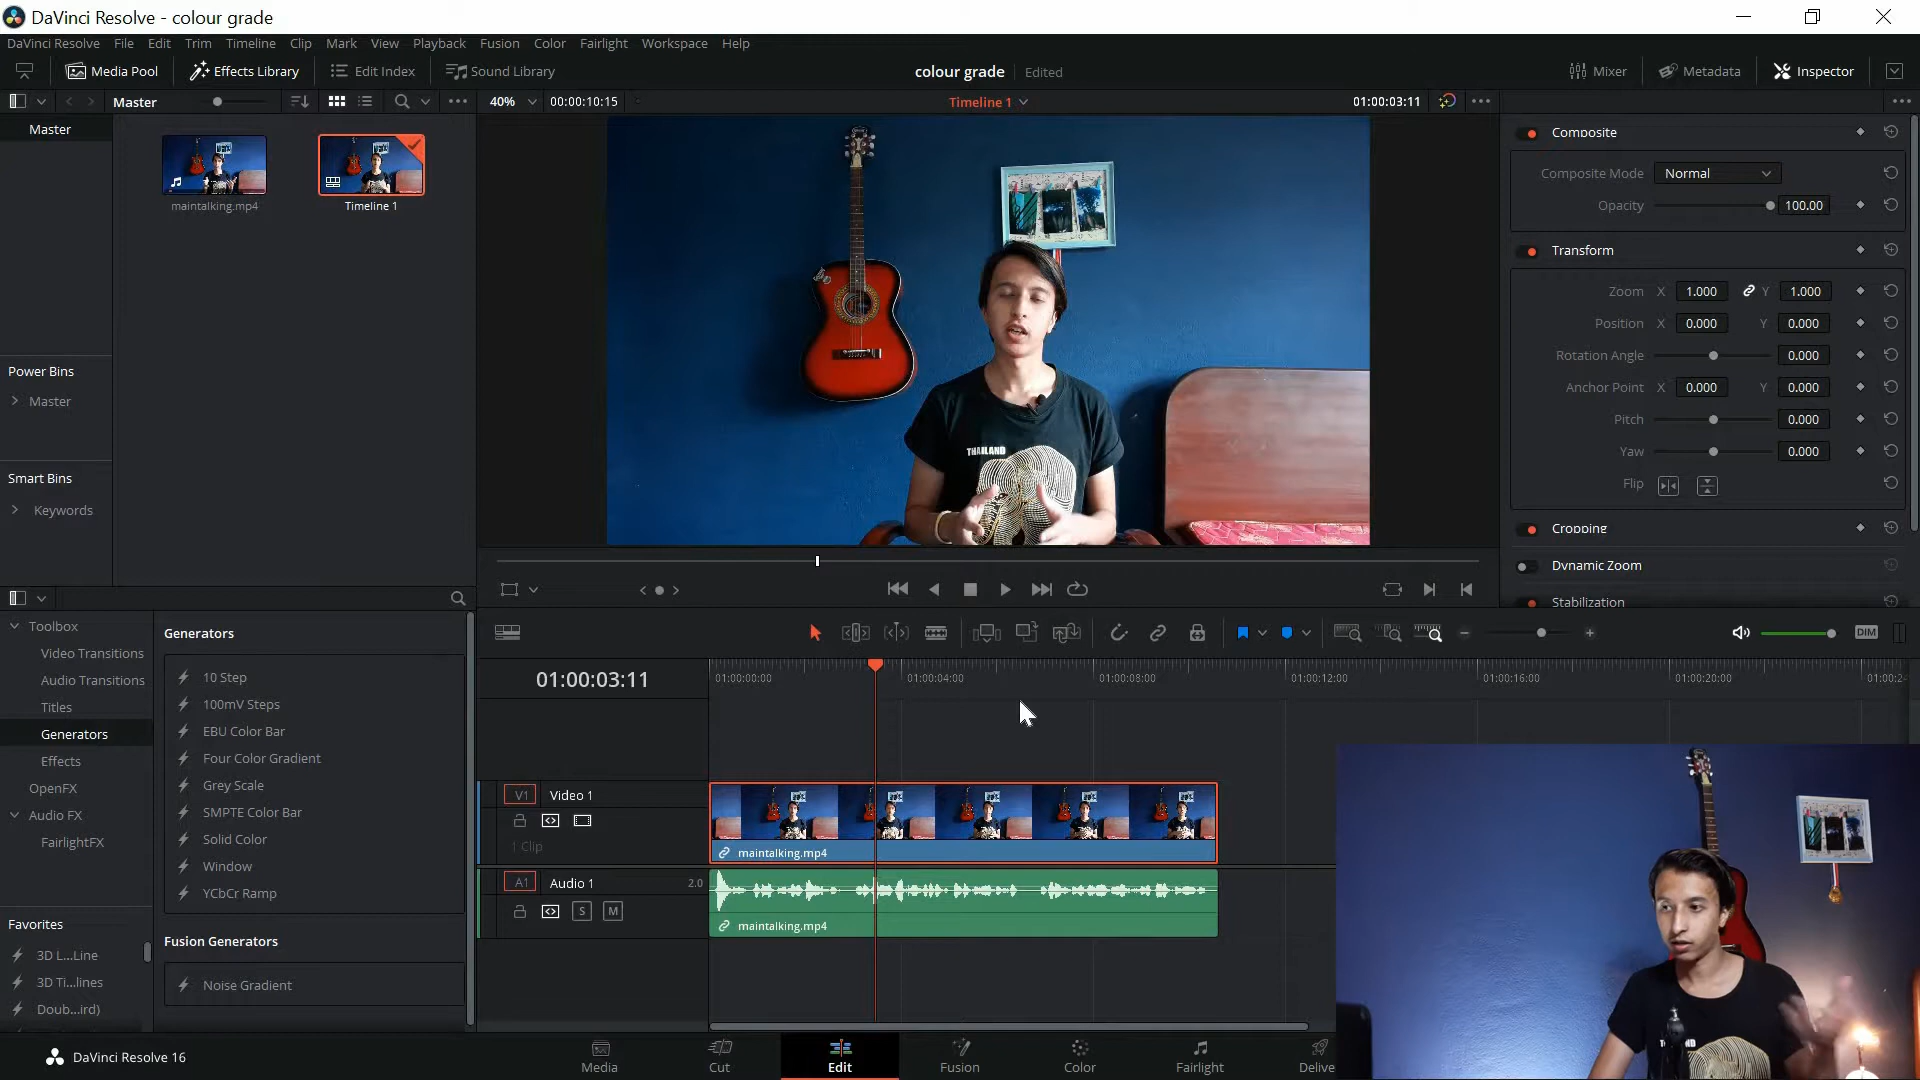 DaVinci Resolve - colour grade
DaVinci Resolve File Edit Trim Timeline Clip Mark View Playback Fusion Color Fairlight Workspace Help
Media Pool Effects Library Edit Index Sound Library colour grade Edited Mixer Metadata Inspector
Master 40% 00:00:10:15 Timeline 1 01:00:03:11
Master
maintalking.mp4 Timeline 1
Power Bins
Master
Smart Bins
Keywords
Composite
Composite Mode Normal
Opacity 100.00
Transform
Zoom X 1.000 Y 1.000
Position X 0.000 Y 0.000
Rotation Angle 0.000
Anchor Point X 0.000 Y 0.000
Pitch 0.000
Yaw 0.000
Flip
Cropping
Dynamic Zoom
Stabilization
THAILAND
Toolbox
Video Transitions
Audio Transitions
Titles
Generators
Effects
OpenFX
Audio FX
FairlightFX
Favorites
3D L...Line
3D Ti...lines
Doub...ird)
Generators
10 Step
100mV Steps
EBU Color Bar
Four Color Gradient
Grey Scale
SMPTE Color Bar
Solid Color
Window
YCbCr Ramp
Fusion Generators
Noise Gradient
DIM
01:00:03:11
01:00:00:00 01:00:04:00 01:00:08:00 01:00:12:00 01:00:16:00 01:00:20:00 01:00:2
V1 Video 1
1 Clip
maintalking.mp4
A1 Audio 1 2.0
S M
maintalking.mp4
DaVinci Resolve 16
Media Cut Edit Fusion Color Fairlight Delive